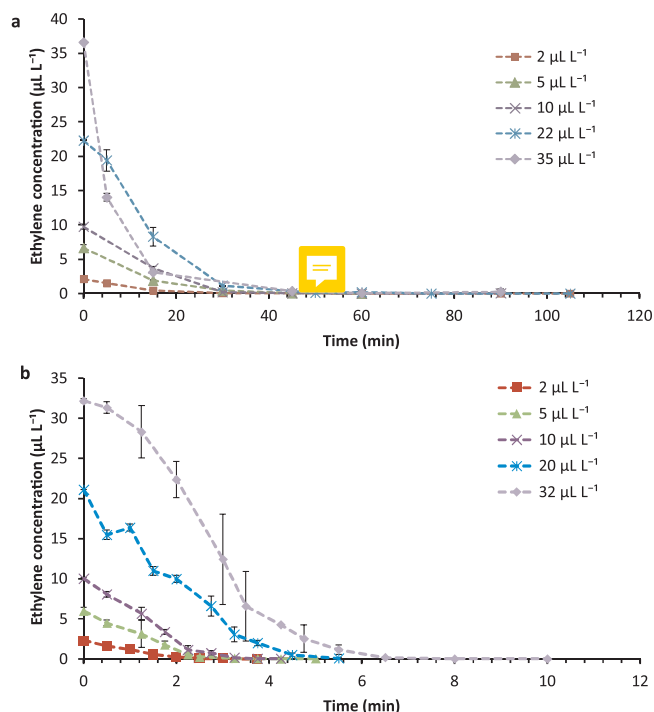 a
Ethylene concentration (µL L⁻¹)
40
35
30
25
20
15
10
5
0
2 µL L⁻¹
5 µL L⁻¹
10 µL L⁻¹
22 µL L⁻¹
35 µL L⁻¹
0 20 40 60 80 100 120
Time (min)
b
Ethylene concentration (µL L⁻¹)
35
30
25
20
15
10
5
0
2 µL L⁻¹
5 µL L⁻¹
10 µL L⁻¹
20 µL L⁻¹
32 µL L⁻¹
0 2 4 6 8 10 12
Time (min)